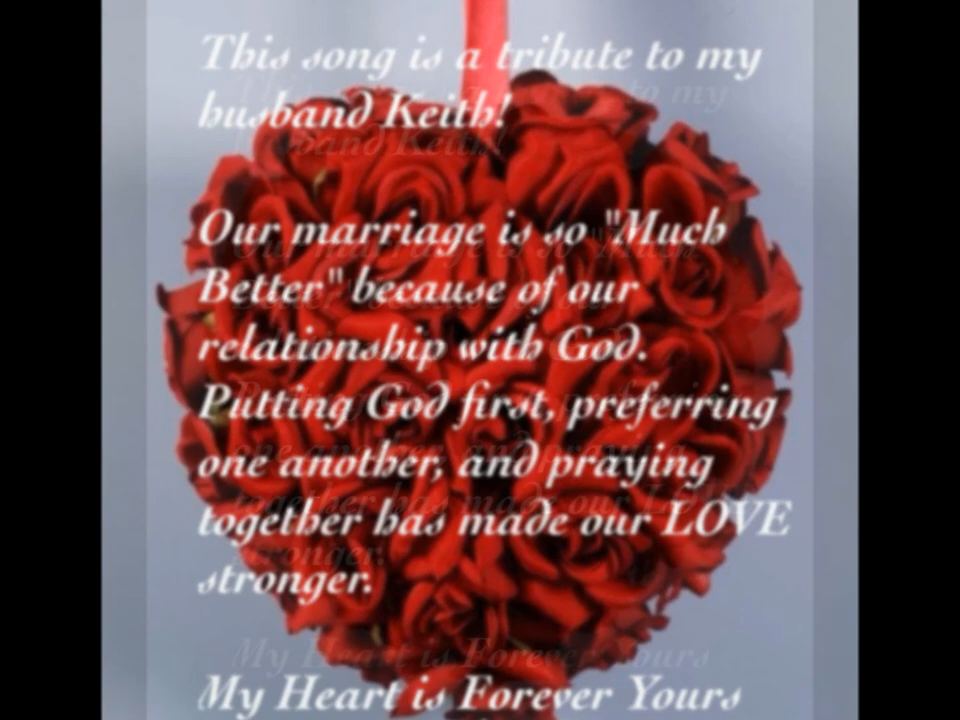 This song is a tribute to my
husband Keith!
Our marriage is so "Much
Better" because of our
relationship with God.
Putting God first, preferring
one another, and praying
together has made our LOVE
stronger.
My Heart is Forever Yours